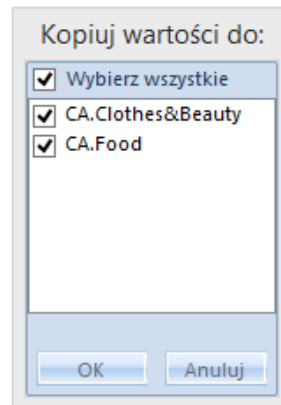 Kopiuj wartości do:
Wybierz wszystkie
CA.Clothes&Beauty
CA.Food
OK Anuluj